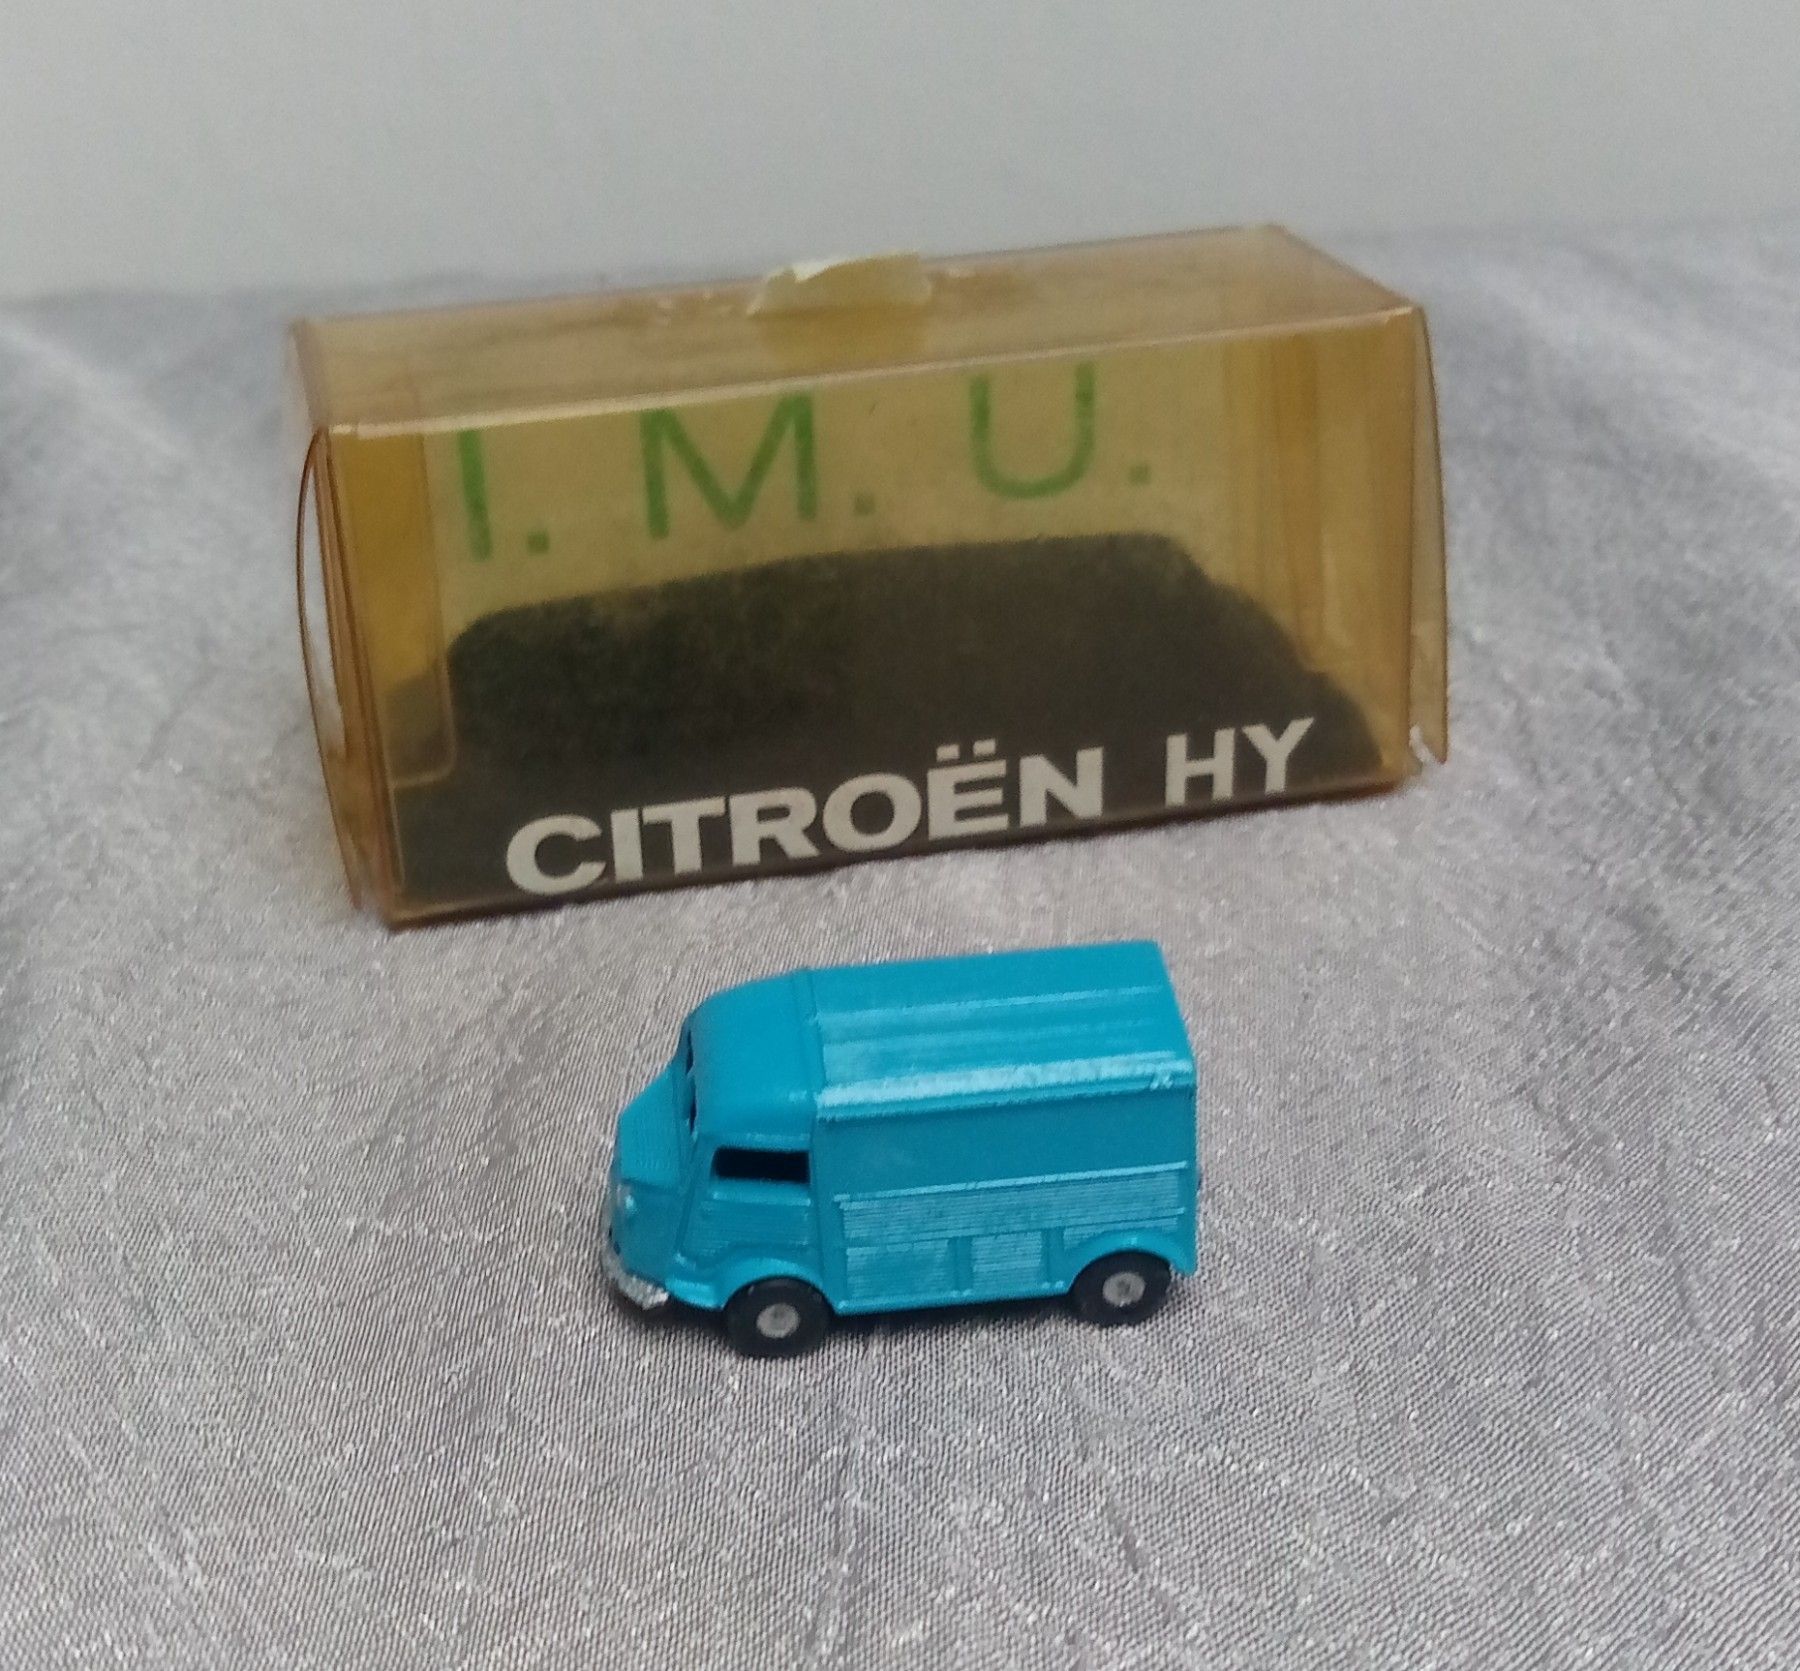 I. M. U.
CITROËN HY